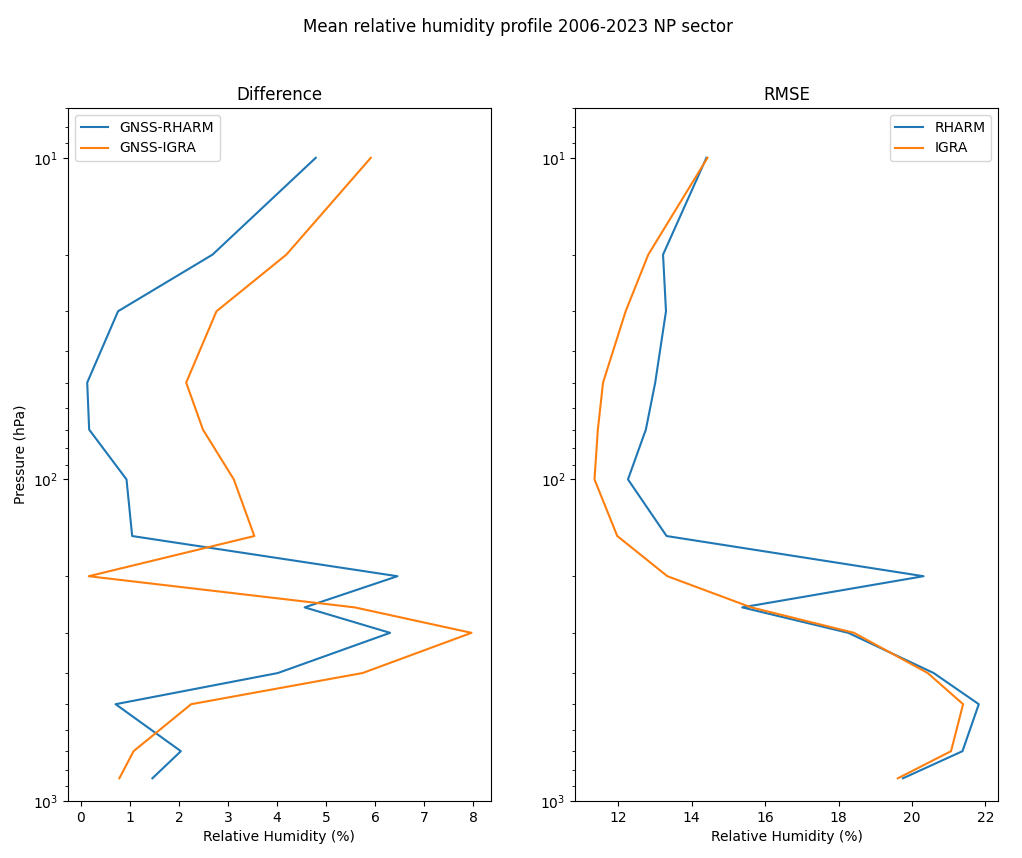 Mean relative humidity profile 2006-2023 NP sector
Difference
GNSS-RHARM
GNSS-IGRA
10¹
10²
10³
Pressure (hPa)
0 1 2 3 4 5 6 7 8
Relative Humidity (%)
RMSE
RHARM
IGRA
10¹
10²
10³
12 14 16 18 20 22
Relative Humidity (%)